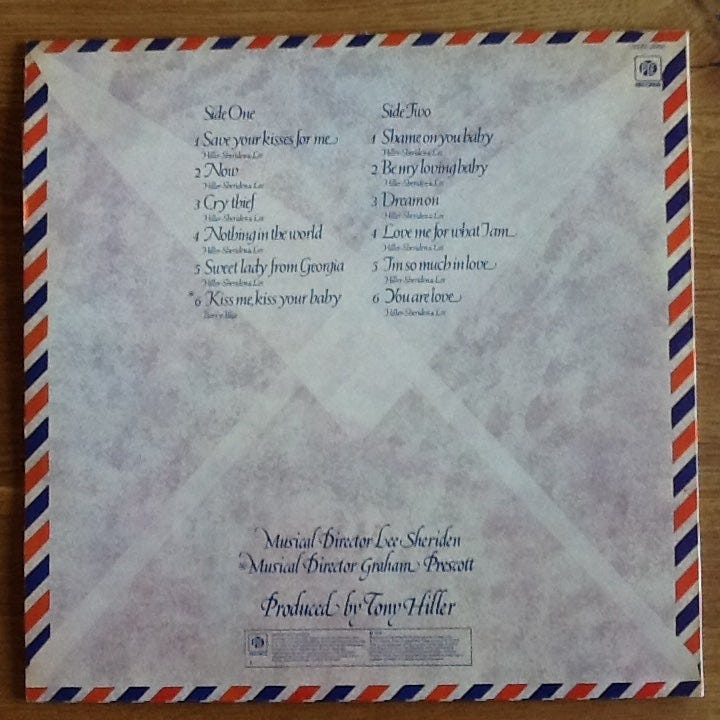 PYE
RECORDS
Side One
1 Save your kisses for me
Hiller-Sheriden & Lee
2 Now
Hiller-Sheriden & Lee
3 Cry thief
Hiller-Sheriden & Lee
4 Nothing in the world
Hiller-Sheriden & Lee
5 Sweet lady from Georgia
Hiller-Sheriden & Lee
*6 Kiss me, kiss your baby
Side Two
1 Shame on you baby
Hiller-Sheriden & Lee
2 Be my loving baby
Hiller-Sheriden & Lee
3 Dream on
Hiller-Sheriden & Lee
4 Love me for what I am
Hiller-Sheriden & Lee
5 I'm so much in love
Hiller-Sheriden & Lee
6 You are love
Hiller-Sheriden & Lee
Musical Director Lee Sheriden
Musical Director Graham Prescott
Produced by Tony Hiller